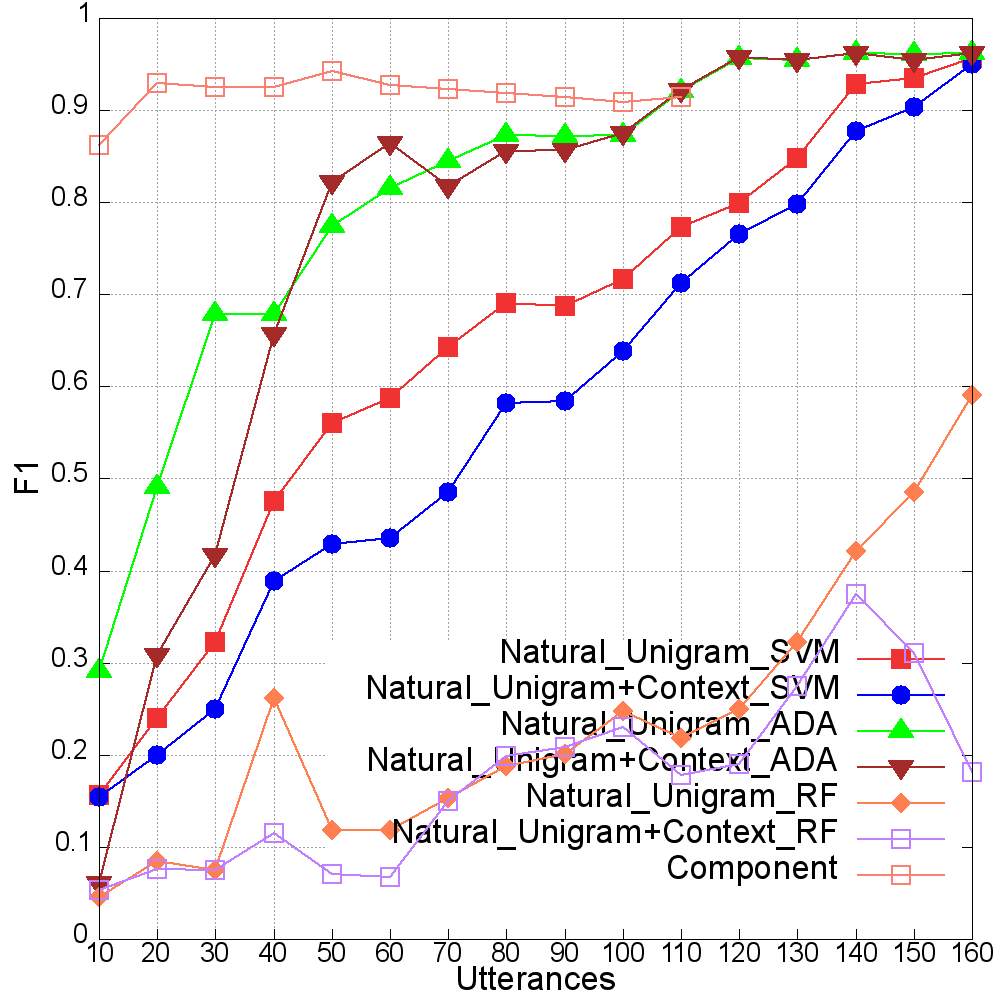 1
0.9
0.8
0.7
0.6
0.5
0.4
0.3
0.2
0.1
0
F1
Natural_Unigram_SVM
Natural_Unigram+Context_SVM
Natural_Unigram_ADA
Natural_Unigram+Context_ADA
Natural_Unigram_RF
Natural_Unigram+Context_RF
Component
10 20 30 40 50 60 70 80 90 100 110 120 130 140 150 160
Utterances